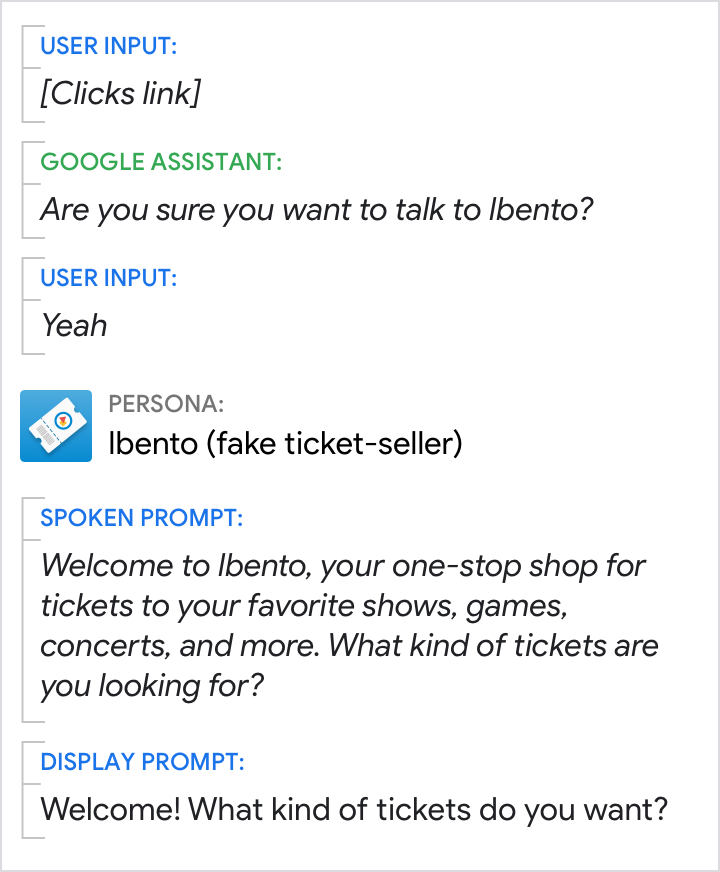 USER INPUT:
[Clicks link]
GOOGLE ASSISTANT:
Are you sure you want to talk to Ibento?
USER INPUT:
Yeah
PERSONA:
Ibento (fake ticket-seller)
SPOKEN PROMPT:
Welcome to Ibento, your one-stop shop for
tickets to your favorite shows, games,
concerts, and more. What kind of tickets are
you looking for?
DISPLAY PROMPT:
Welcome! What kind of tickets do you want?